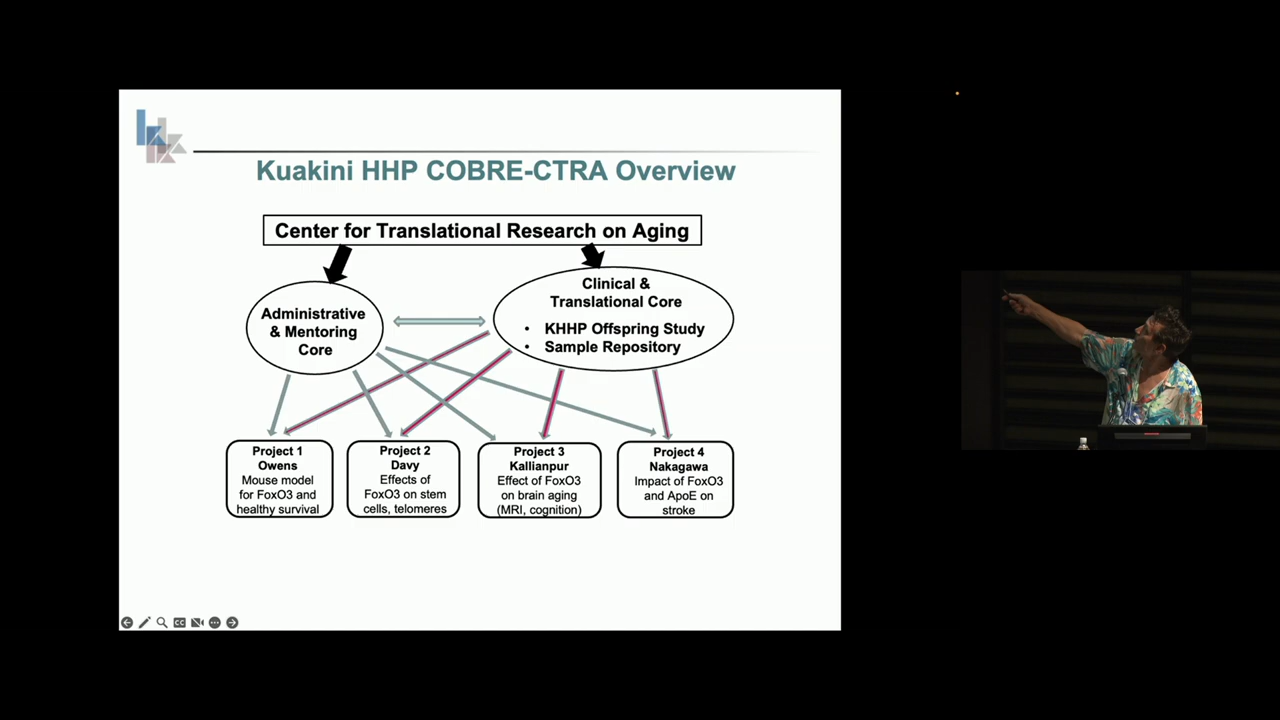 Kuakini HHP COBRE-CTRA Overview
Center for Translational Research on Aging
Administrative
& Mentoring
Core
Clinical &
Translational Core
• KHHP Offspring Study
• Sample Repository
Project 1
Owens
Mouse model
for FoxO3 and
healthy survival
Project 2
Davy
Effects of
FoxO3 on stem
cells, telomeres
Project 3
Kallianpur
Effect of FoxO3
on brain aging
(MRI, cognition)
Project 4
Nakagawa
Impact of FoxO3
and ApoE on
stroke
CC